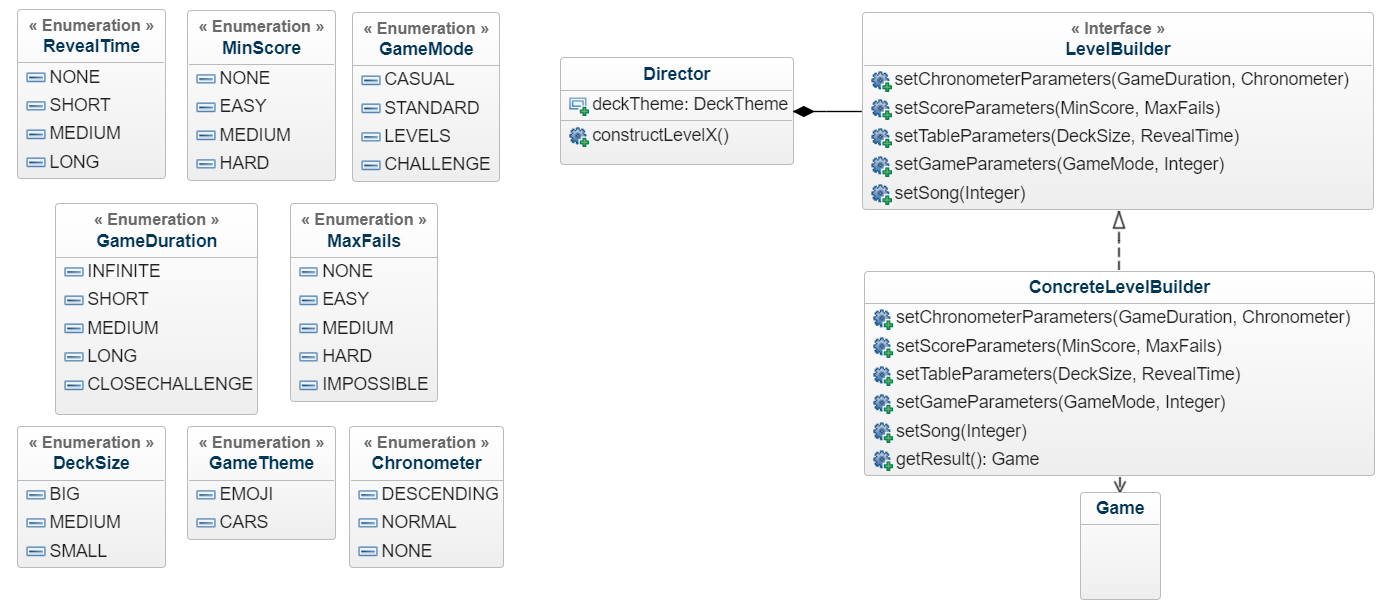 « Enumeration »
RevealTime
NONE
SHORT
MEDIUM
LONG
« Enumeration »
MinScore
NONE
EASY
MEDIUM
HARD
« Enumeration »
GameMode
CASUAL
STANDARD
LEVELS
CHALLENGE
« Enumeration »
GameDuration
INFINITE
SHORT
MEDIUM
LONG
CLOSECHALLENGE
« Enumeration »
MaxFails
NONE
EASY
MEDIUM
HARD
IMPOSSIBLE
« Enumeration »
DeckSize
BIG
MEDIUM
SMALL
« Enumeration »
GameTheme
EMOJI
CARS
« Enumeration »
Chronometer
DESCENDING
NORMAL
NONE
Director
deckTheme: DeckTheme
constructLevelX()
« Interface »
LevelBuilder
setChronometerParameters(GameDuration, Chronometer)
setScoreParameters(MinScore, MaxFails)
setTableParameters(DeckSize, RevealTime)
setGameParameters(GameMode, Integer)
setSong(Integer)
ConcreteLevelBuilder
setChronometerParameters(GameDuration, Chronometer)
setScoreParameters(MinScore, MaxFails)
setTableParameters(DeckSize, RevealTime)
setGameParameters(GameMode, Integer)
setSong(Integer)
getResult(): Game
Game